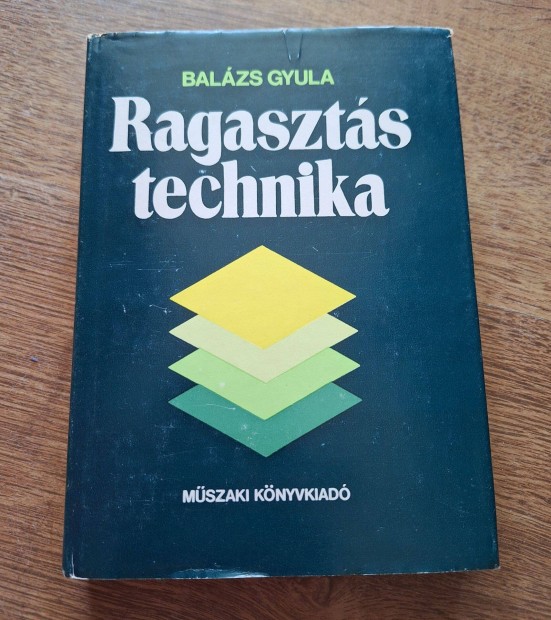 BALÁZS GYULA
Ragasztás
technika
MŰSZAKI KÖNYVKIADÓ